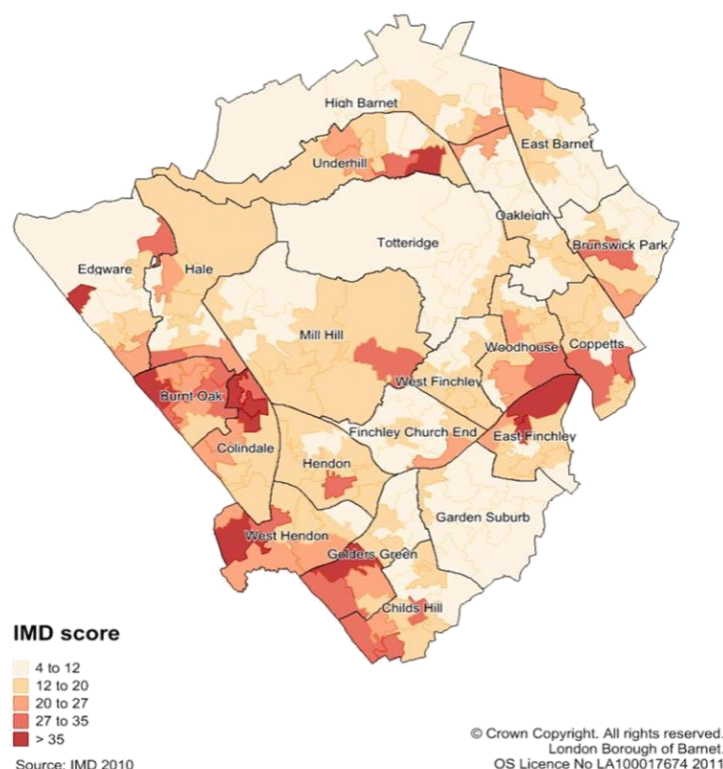 High Barnet
East Barnet
Underhill
Oakleigh
Totteridge
Brunswick Park
Edgware
Hale
Mill Hill
Woodhouse
Coppetts
West Finchley
Burnt Oak
Finchley Church End
East Finchley
Colindale
Hendon
Garden Suburb
West Hendon
Golders Green
Childs Hill
IMD score
4 to 12
12 to 20
20 to 27
27 to 35
> 35
Source: IMD 2010
© Crown Copyright. All rights reserved.
London Borough of Barnet.
OS Licence No LA100017674 2011